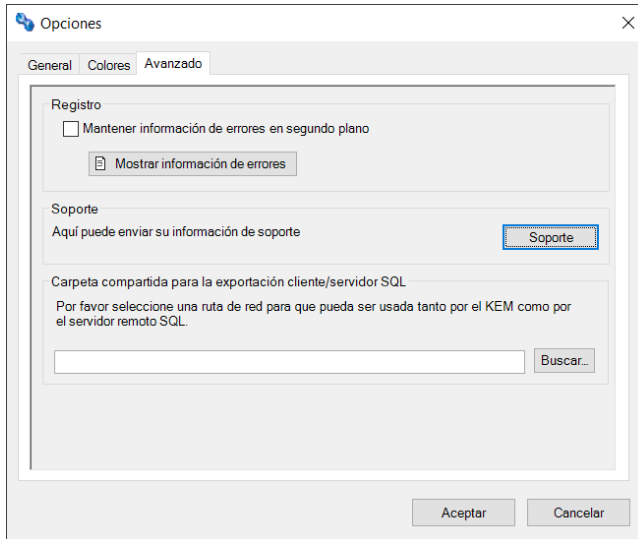 Opciones
General Colores Avanzado
Registro
Mantener información de errores en segundo plano
Mostrar información de errores
Soporte
Aquí puede enviar su información de soporte
Soporte
Carpeta compartida para la exportación cliente/servidor SQL
Por favor seleccione una ruta de red para que pueda ser usada tanto por el KEM como por
el servidor remoto SQL.
Buscar...
Aceptar Cancelar